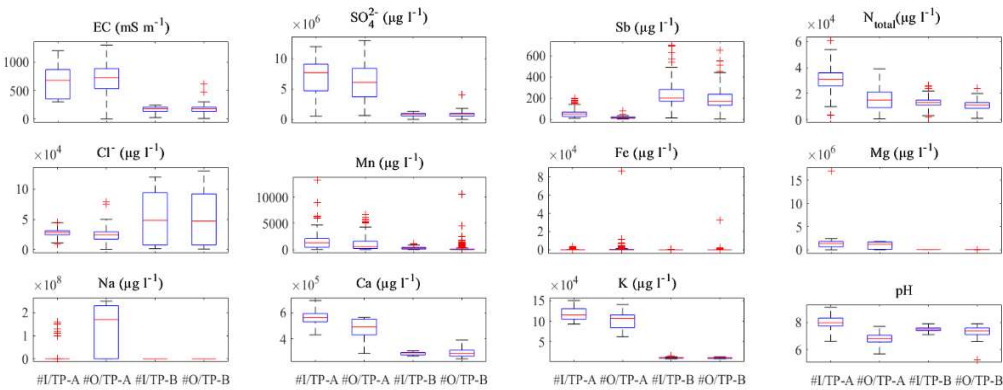 EC (mS m⁻¹)
SO₄²⁻ (µg l⁻¹)
Sb (µg l⁻¹)
N_total(µg l⁻¹)
×10⁶
×10⁴
1000
500
0
10
5
0
600
400
200
0
6
4
2
0
Cl⁻ (µg l⁻¹)
Mn (µg l⁻¹)
Fe (µg l⁻¹)
Mg (µg l⁻¹)
×10⁴
×10⁴
×10⁶
10
5
0
10000
5000
0
8
6
4
2
0
15
10
5
0
Na (µg l⁻¹)
Ca (µg l⁻¹)
K (µg l⁻¹)
pH
×10⁸
×10⁵
×10⁴
2
1
0
6
4
15
10
5
8
6
#I/TP-A #O/TP-A #I/TP-B #O/TP-B
#I/TP-A #O/TP-A #I/TP-B #O/TP-B
#I/TP-A #O/TP-A #I/TP-B #O/TP-B
#I/TP-A #O/TP-A #I/TP-B #O/TP-B